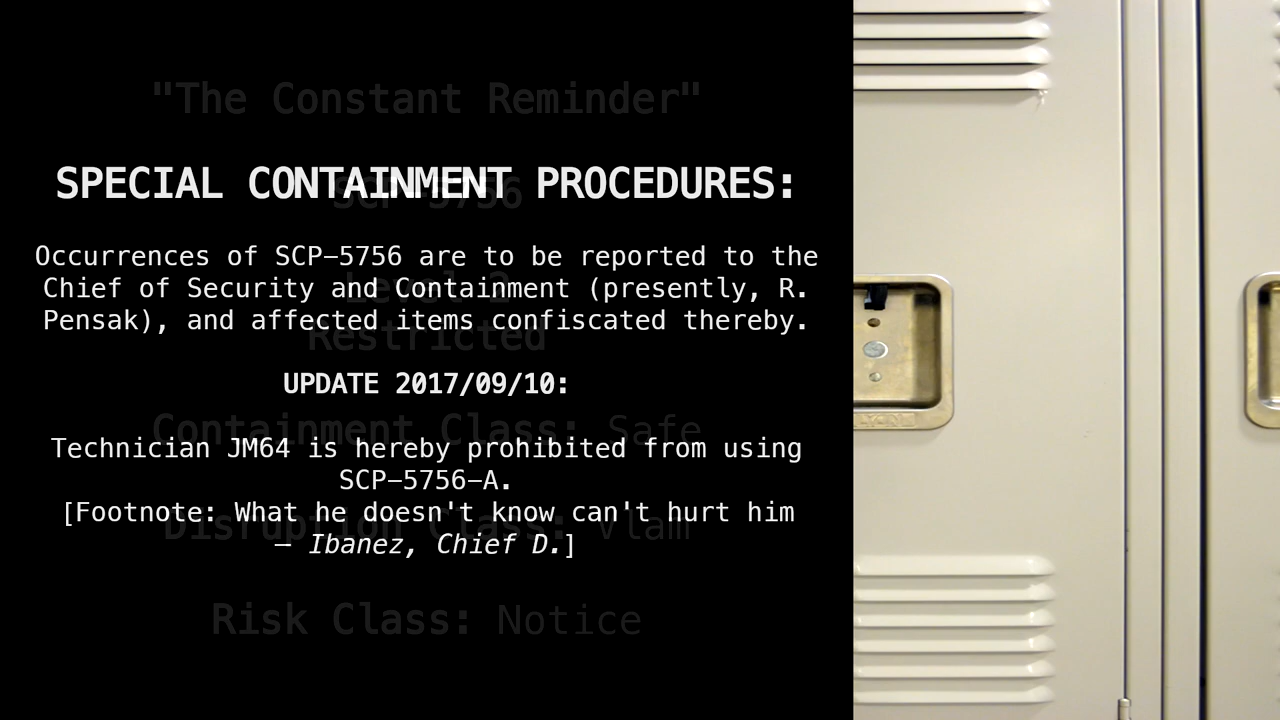 "The Constant Reminder"
SPECIAL CONTAINMENT PROCEDURES:
SCP-5756
Occurrences of SCP-5756 are to be reported to the
Level 2
Chief of Security and Containment (presently, R.
Pensak), and affected items confiscated thereby.
Restricted
UPDATE 2017/09/10:
Containment Class: Safe
Technician JM64 is hereby prohibited from using
SCP-5756-A.
[Footnote: What he doesn't know can't hurt him
Disruption Class: Vlam
– Ibanez, Chief D.]
Risk Class: Notice
LYON